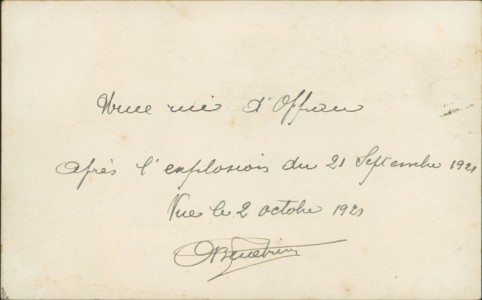 Une rue d'Oppau
après l'explosion du 21 Septembre 1921
Vue le 2 octobre 1921